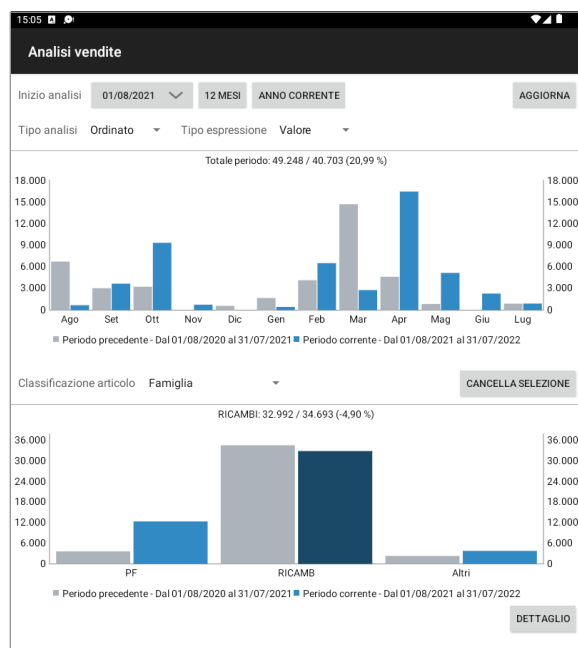 15:05
Analisi vendite
Inizio analisi 01/08/2021 12 MESI ANNO CORRENTE AGGIORNA
Tipo analisi Ordinato Tipo espressione Valore
Totale periodo: 49.248 / 40.703 (20,99 %)
18.000 18.000
15.000 15.000
12.000 12.000
9.000 9.000
6.000 6.000
3.000 3.000
0 0
Ago Set Ott Nov Dic Gen Feb Mar Apr Mag Giu Lug
Periodo precedente - Dal 01/08/2020 al 31/07/2021 Periodo corrente - Dal 01/08/2021 al 31/07/2022
Classificazione articolo Famiglia CANCELLA SELEZIONE
RICAMBI: 32.992 / 34.693 (-4,90 %)
36.000 36.000
30.000 30.000
24.000 24.000
18.000 18.000
12.000 12.000
6.000 6.000
0 0
PF RICAMB Altri
Periodo precedente - Dal 01/08/2020 al 31/07/2021 Periodo corrente - Dal 01/08/2021 al 31/07/2022
DETTAGLIO